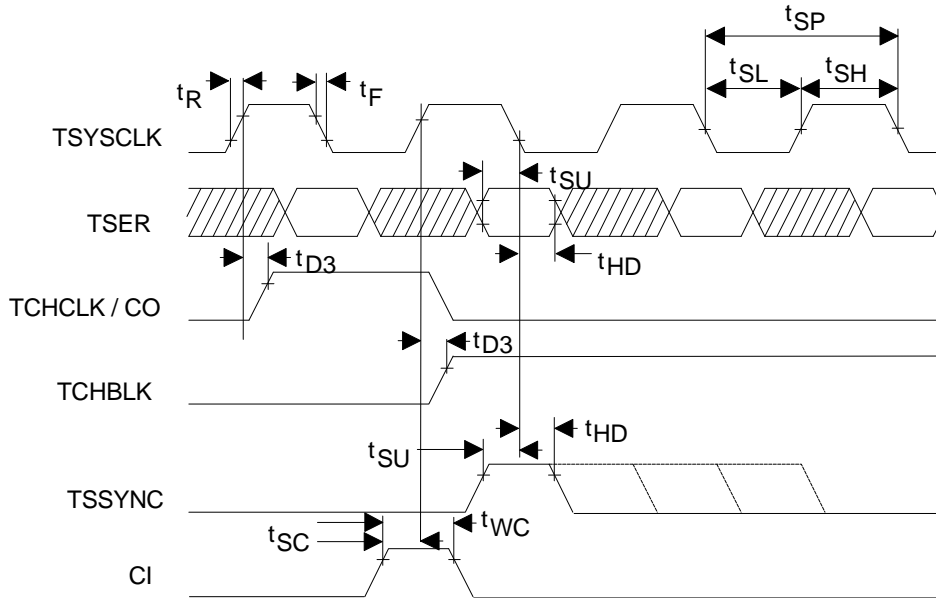 tSP
tSL tSH
tR tF
TSYSCLK
tSU
TSER
tD3 tHD
TCHCLK / CO
tD3
TCHBLK
tSU tHD
TSSYNC
tSC tWC
CI